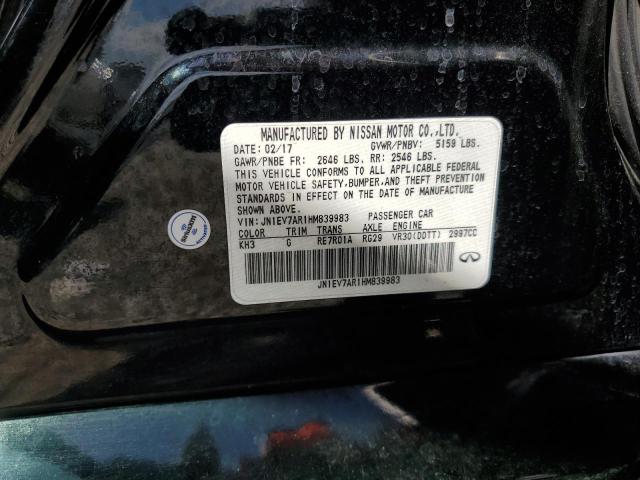 MANUFACTURED BY NISSAN MOTOR CO.,LTD.
DATE: 02/17 GVWR/PNBV: 5159 LBS.
GAWR/PNBE FR: 2646 LBS. RR: 2546 LBS.
THIS VEHICLE CONFORMS TO ALL APPLICABLE FEDERAL
MOTOR VEHICLE SAFETY,BUMPER,AND THEFT PREVENTION
STANDARDS IN EFFECT ON THE DATE OF MANUFACTURE
SHOWN ABOVE.
VIN: JN1EV7AR1HM839983 PASSENGER CAR
COLOR TRIM TRANS AXLE ENGINE
KH3 G RE7R01A RG29 VR30(DDTT) 2997CC
JN1EV7AR1HM839983